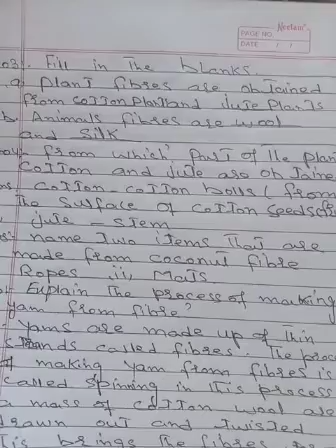 Neelam
PAGE NO.
DATE / /
Fill in the blanks.
a. Plant fibres are obtained
from cotton plant and jute plants
b. Animals fibres are wool
and silk
from which part of the plan
cotton and jute are obtaine
cotton - cotton bolls ( from
The surface of cotton seeds
jute - stem
name two items that are
made from coconut fibre
Ropes ii, Mats
Explain the process of making
yarn from fibre?
Yarns are made up of thin
called fibres. The proc
making yarn from fibres is
called spinning in this process
a mass of cotton wool are
drawn out and twisted
This brings the fibres